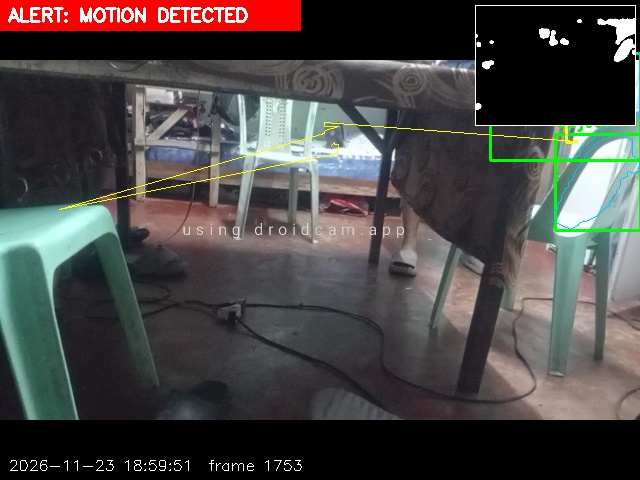 ALERT: MOTION DETECTED
using droidcam.app
2026-11-23 18:59:51 frame 1753